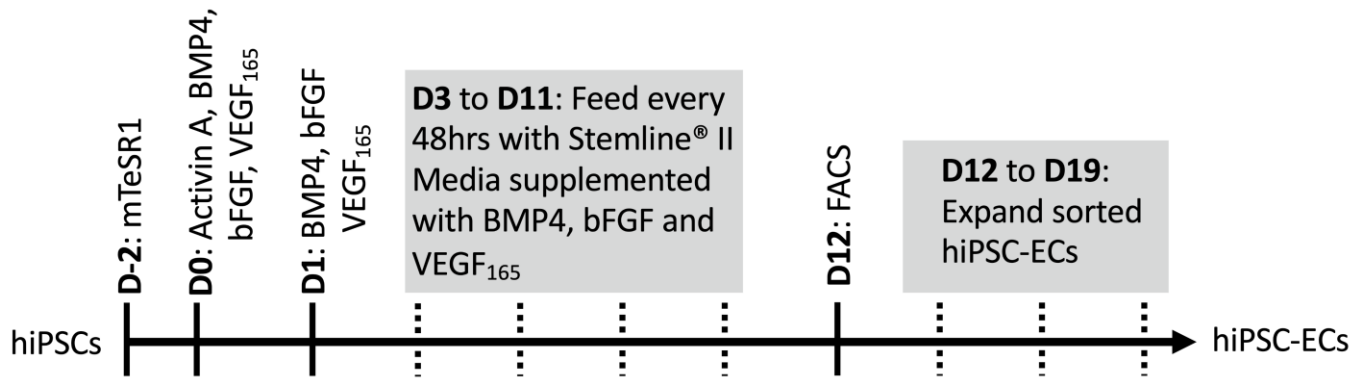 hiPSCs
D-2: mTeSR1
D0: Activin A, BMP4,
bFGF, VEGF₁₆₅
D1: BMP4, bFGF
VEGF₁₆₅
D3 to D11: Feed every
48hrs with Stemline® II
Media supplemented
with BMP4, bFGF and
VEGF₁₆₅
D12: FACS
D12 to D19:
Expand sorted
hiPSC-ECs
hiPSC-ECs